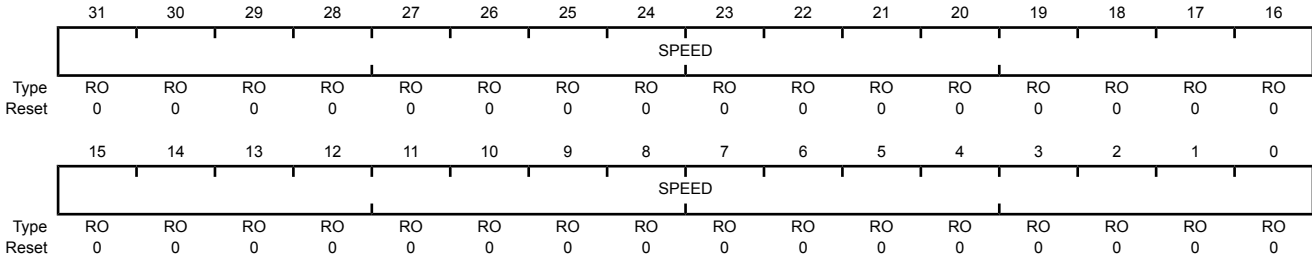 31 30 29 28 27 26 25 24 23 22 21 20 19 18 17 16
SPEED
Type RO RO RO RO RO RO RO RO RO RO RO RO RO RO RO RO
Reset 0 0 0 0 0 0 0 0 0 0 0 0 0 0 0 0
15 14 13 12 11 10 9 8 7 6 5 4 3 2 1 0
SPEED
Type RO RO RO RO RO RO RO RO RO RO RO RO RO RO RO RO
Reset 0 0 0 0 0 0 0 0 0 0 0 0 0 0 0 0